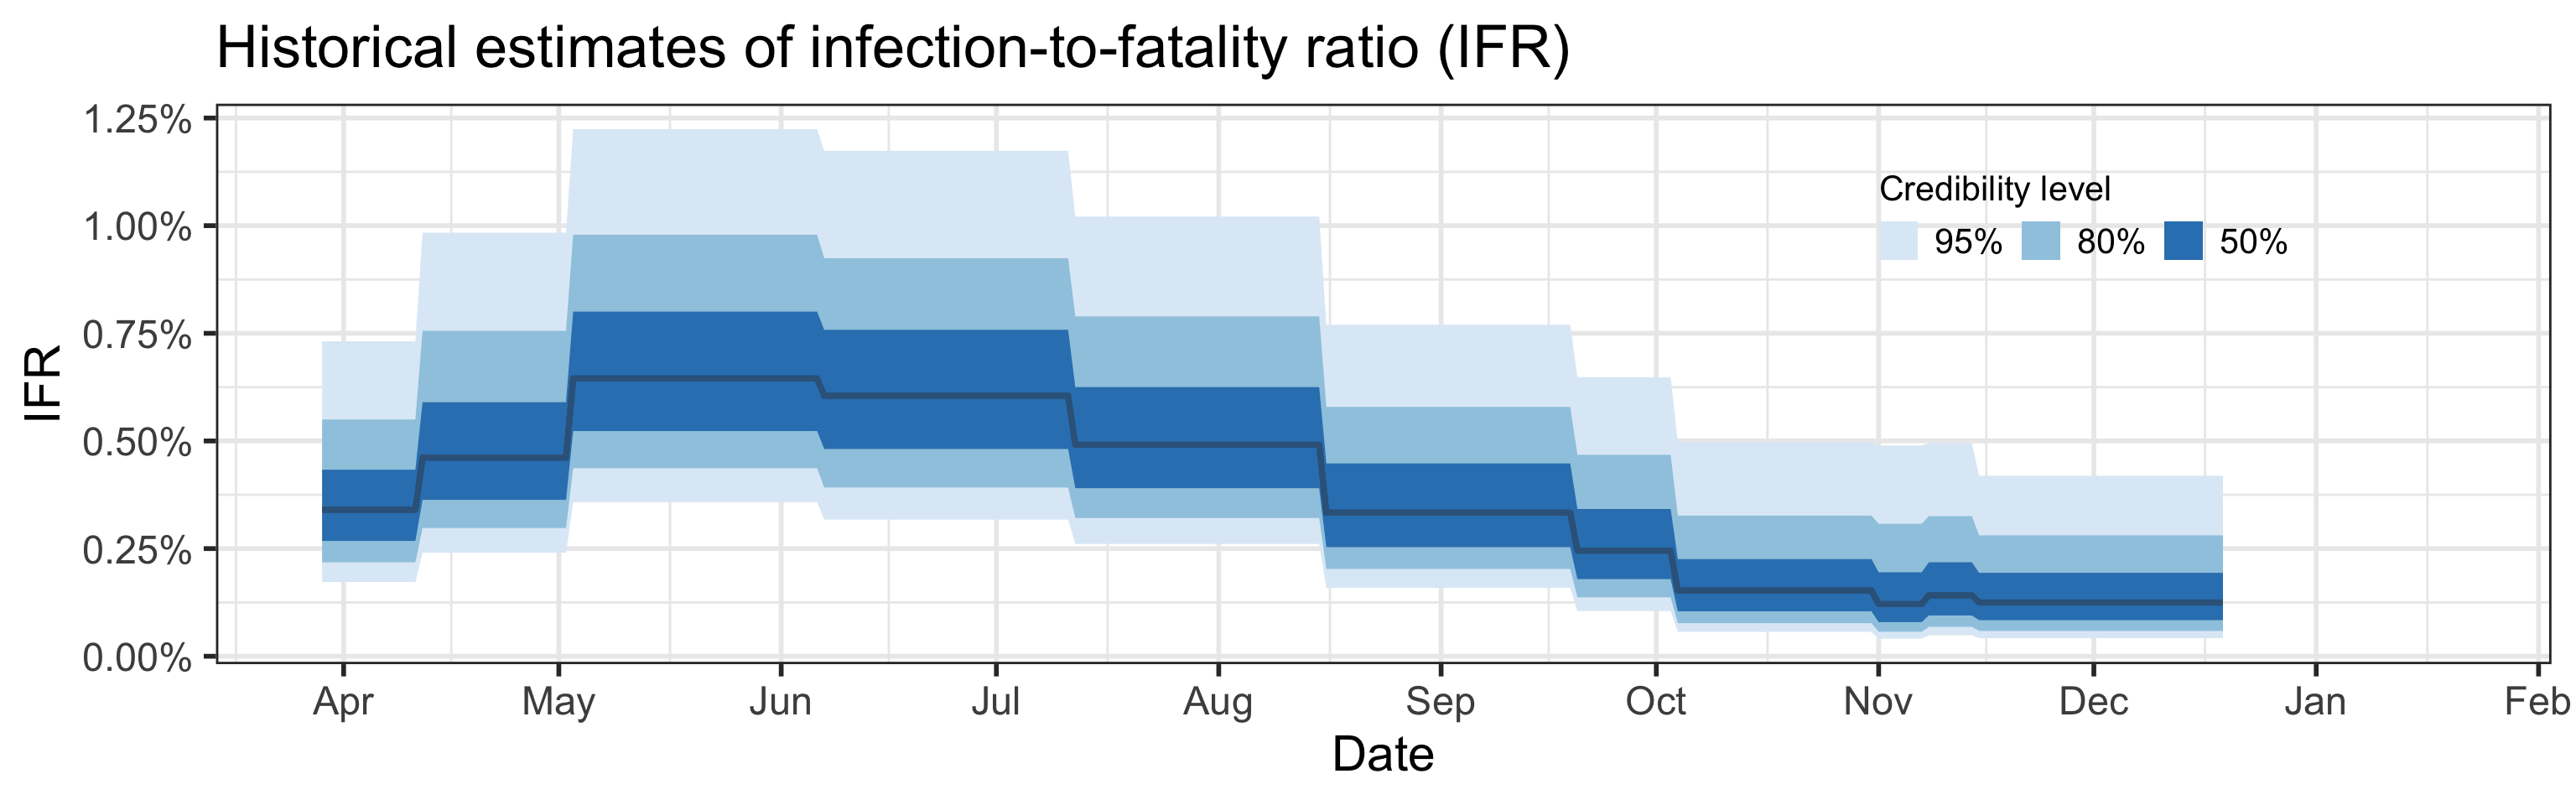 Historical estimates of infection-to-fatality ratio (IFR)
1.25%
1.00%
0.75%
0.50%
0.25%
0.00%
IFR
Credibility level
95% 80% 50%
Apr May Jun Jul Aug Sep Oct Nov Dec Jan Feb
Date